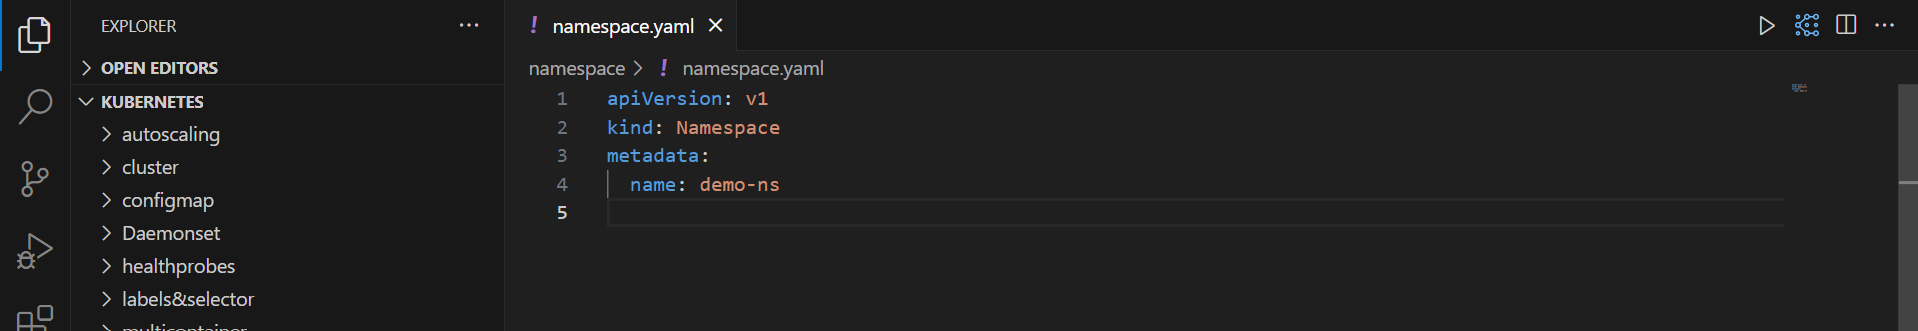 EXPLORER
OPEN EDITORS
KUBERNETES
autoscaling
cluster
configmap
Daemonset
healthprobes
labels&selector
multicontainer
! namespace.yaml
namespace > ! namespace.yaml
1 apiVersion: v1
2 kind: Namespace
3 metadata:
4 name: demo-ns
5